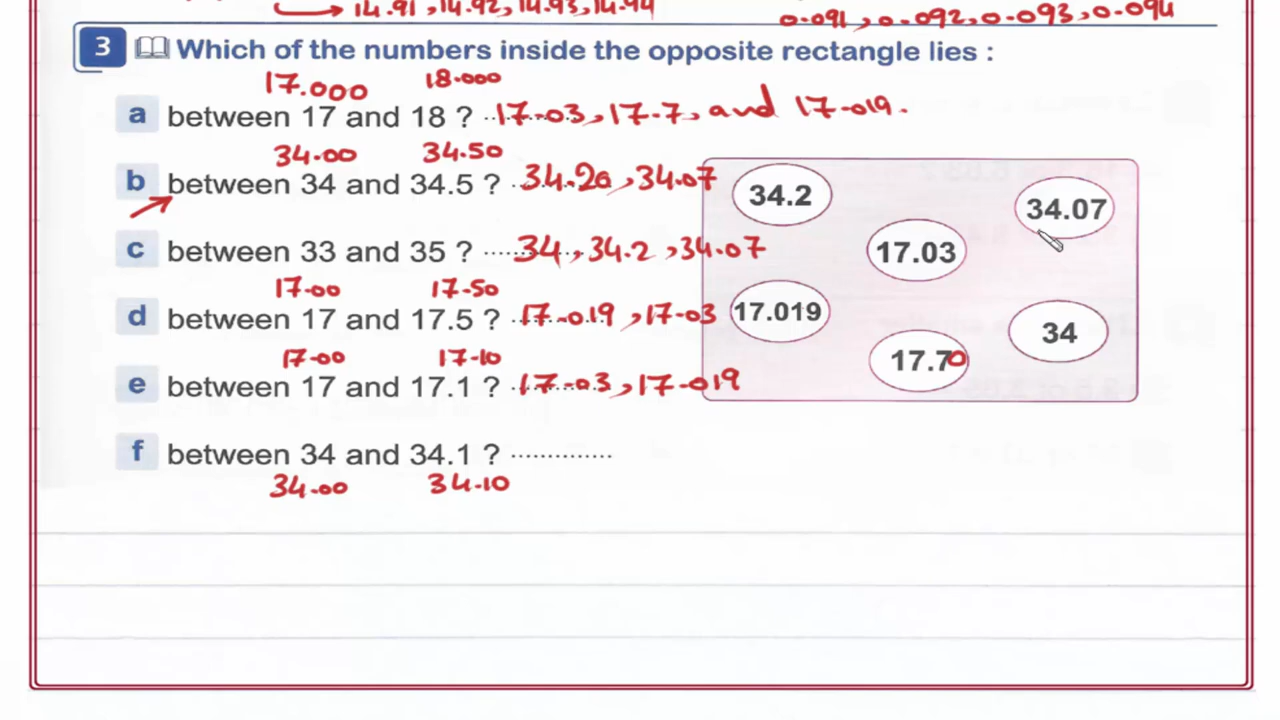 14.91, 14.92, 14.93, 14.94
0.091, 0.092, 0.093, 0.094
3 Which of the numbers inside the opposite rectangle lies :
17.000 18.000
a between 17 and 18 ? 17.03, 17.7, and 17.019.
34.00 34.50
b between 34 and 34.5 ? 34.20, 34.07
c between 33 and 35 ? 34, 34.2, 34.07
17.00 17.50
d between 17 and 17.5 ? 17.019, 17.03
17.00 17.10
e between 17 and 17.1 ? 17.03, 17.019
f between 34 and 34.1 ? ..............
34.00 34.10
34.2
34.07
17.03
17.019
34
17.70